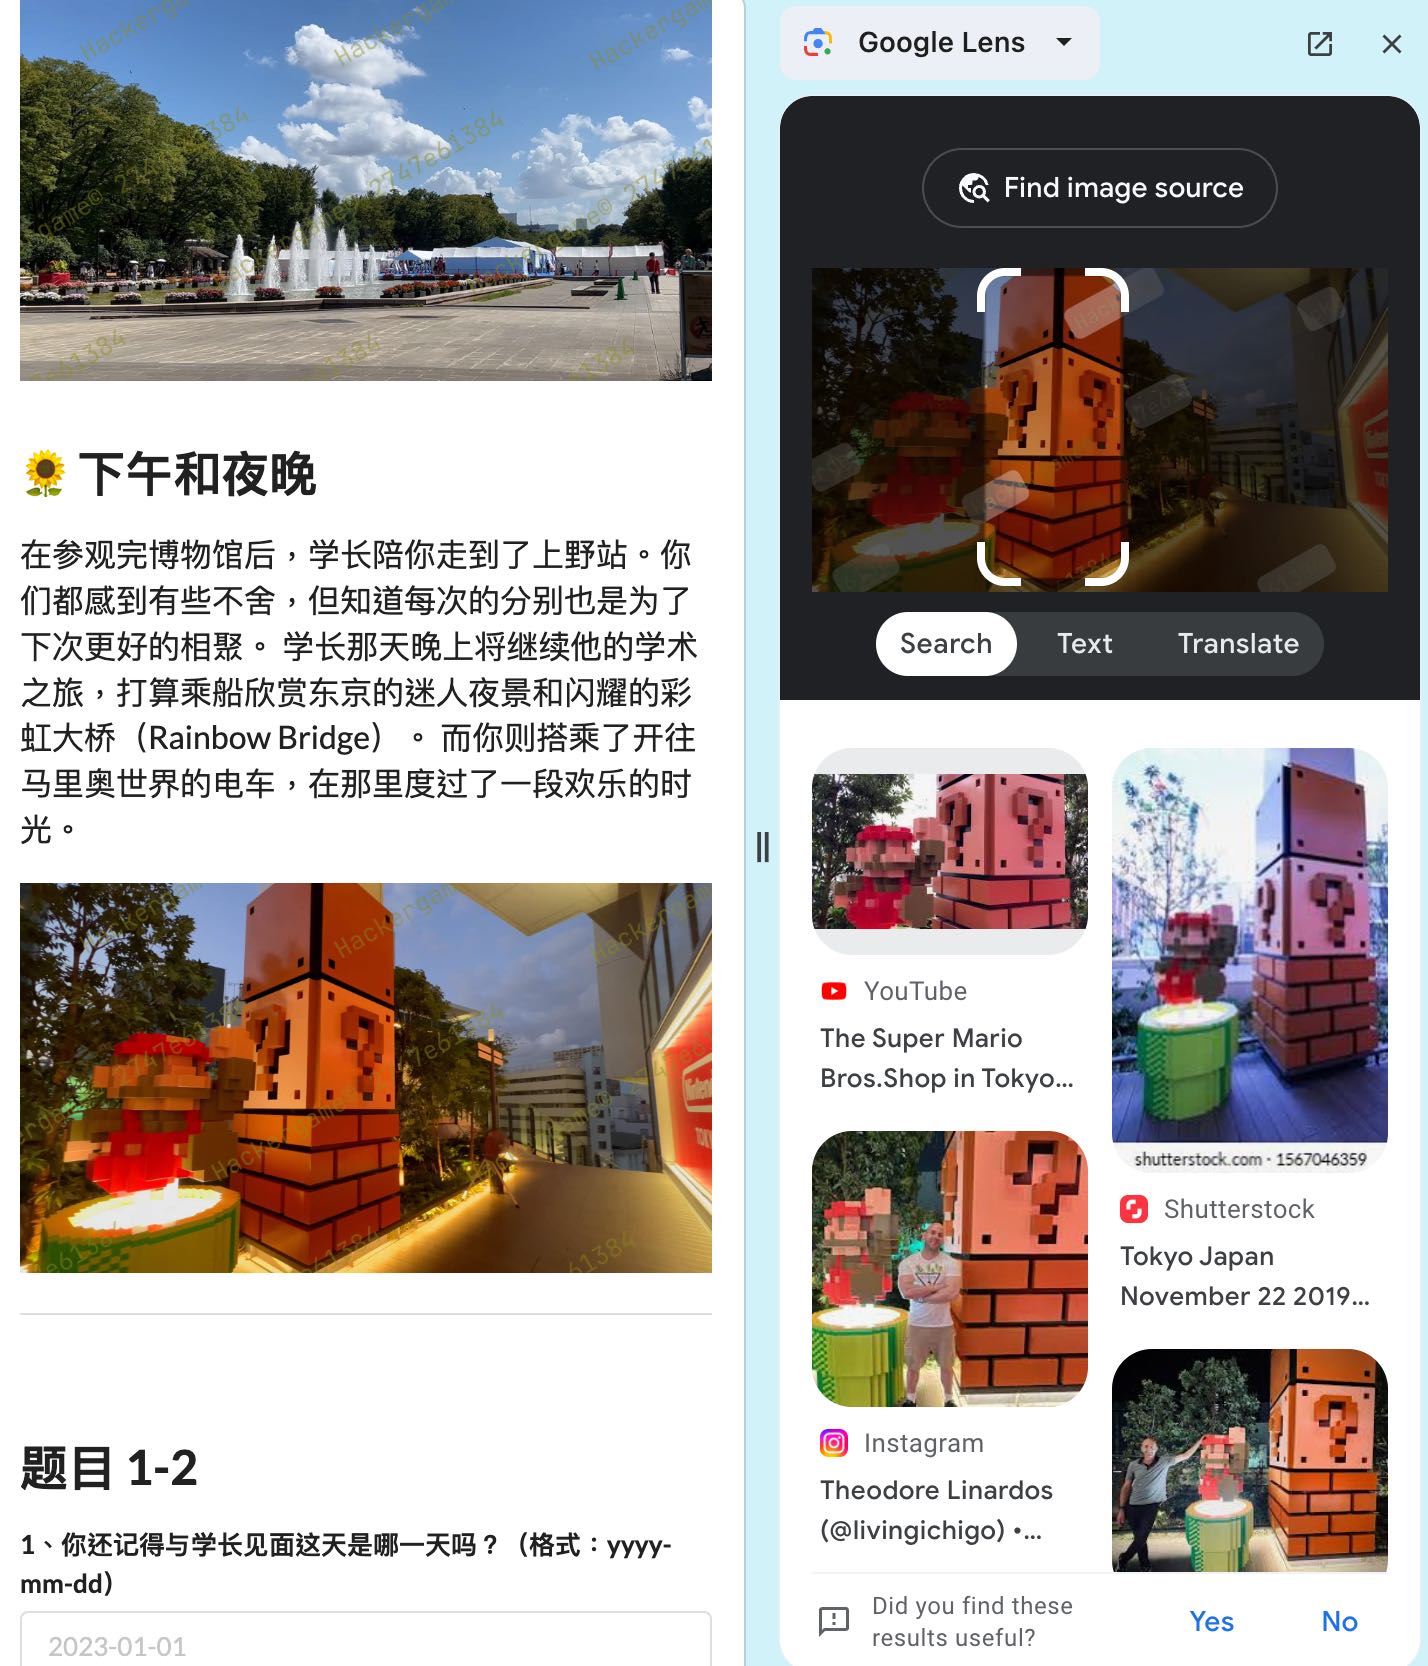 Hackergame© 2747e61384
🌻 下午和夜晚
在参观完博物馆后，学长陪你走到了上野站。你
们都感到有些不舍，但知道每次的分别也是为了
下次更好的相聚。 学长那天晚上将继续他的学术
之旅，打算乘船欣赏东京的迷人夜景和闪耀的彩
虹大桥（Rainbow Bridge）。 而你则搭乘了开往
马里奥世界的电车，在那里度过了一段欢乐的时
光。
Hackergame© 2747e61384
Nintendo
题目 1-2
1、你还记得与学长见面这天是哪一天吗？（格式：yyyy-
mm-dd）
2023-01-01
Google Lens
Find image source
Search
Text
Translate
YouTube
The Super Mario
Bros.Shop in Tokyo...
shutterstock.com · 1567046359
Shutterstock
Tokyo Japan
November 22 2019...
Instagram
Theodore Linardos
(@livingichigo) •...
Did you find these
results useful?
Yes
No